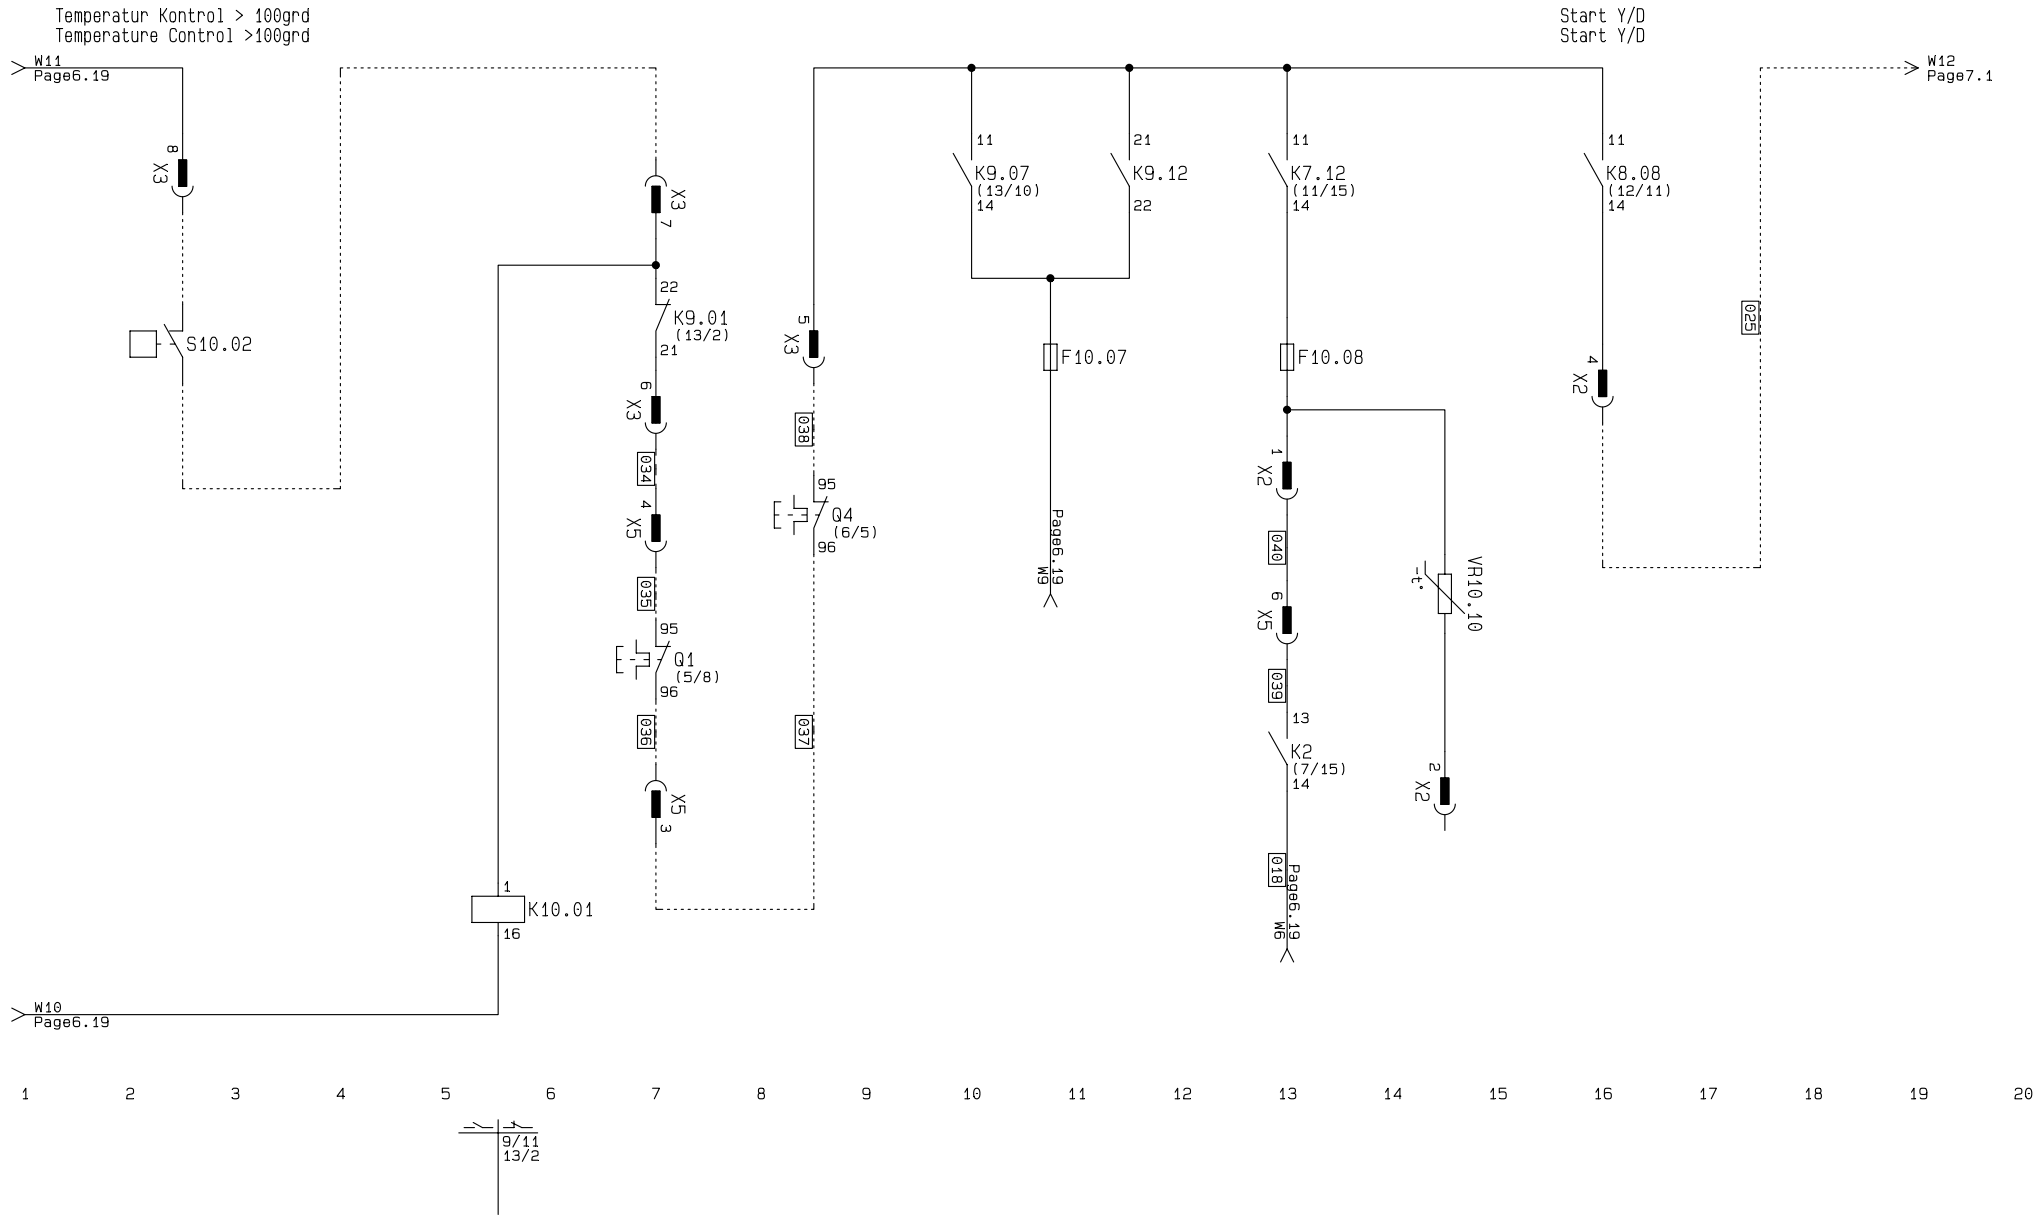 Temperatur Kontrol > 100grd
Temperature Control >100grd
Start Y/D
Start Y/D
W11
Page6.19
W12
Page7.1
8
X3
S10.02
X3
7
22
K9.01
(13/2)
21
6
X3
034
4
X5
035
95
Q1
(5/8)
96
036
X5
3
1
K10.01
16
W10
Page6.19
5
X3
038
95
Q4
(6/5)
96
037
11
K9.07
(13/10)
14
21
K9.12
22
F10.07
Page6.19
W9
11
K7.12
(11/15)
14
F10.08
1
X2
040
6
X5
039
13
K2
(7/15)
14
018
Page6.19
W6
VR10.10
-t°
2
X2
11
K8.08
(12/11)
14
4
X2
025
1 2 3 4 5 6 7 8 9 10 11 12 13 14 15 16 17 18 19 20
9/11
13/2